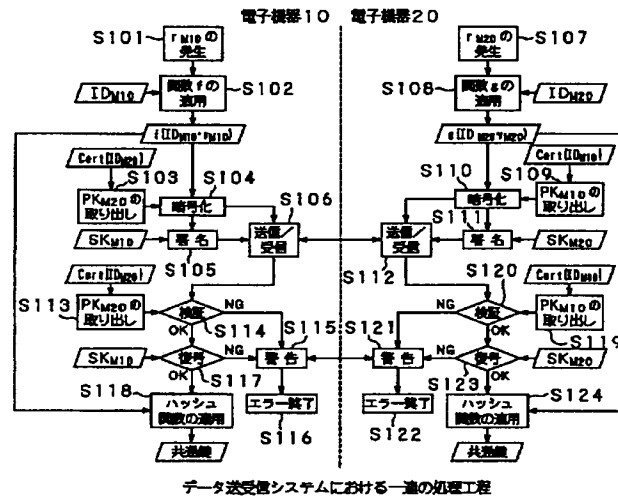 電子機器10
電子機器20
S101
rM10の発生
rM20の発生
S107
IDM10
関数fの適用
S102
S108
関数gの適用
IDM20
f(IDM10,rM10)
g(IDM20,rM20)
Cert(IDM20)
Cert(IDM10)
S103
S104
S106
S110
S109
PKM20の取り出し
暗号化
送信/受信
送信/受信
暗号化
PKM10の取り出し
S111
SKM10
署名
署名
SKM20
S105
S112
Cert(IDM20)
S120
Cert(IDM10)
S113
PKM20の取り出し
検証
NG
NG
検証
PKM10の取り出し
OK
S114
S115
S121
OK
S119
SKM10
復号
NG
警告
警告
NG
復号
SKM20
OK
S117
S123
OK
S118
S124
ハッシュ関数の適用
エラー終了
エラー終了
ハッシュ関数の適用
S116
S122
共通鍵
共通鍵
データ送受信システムにおける一連の処理工程